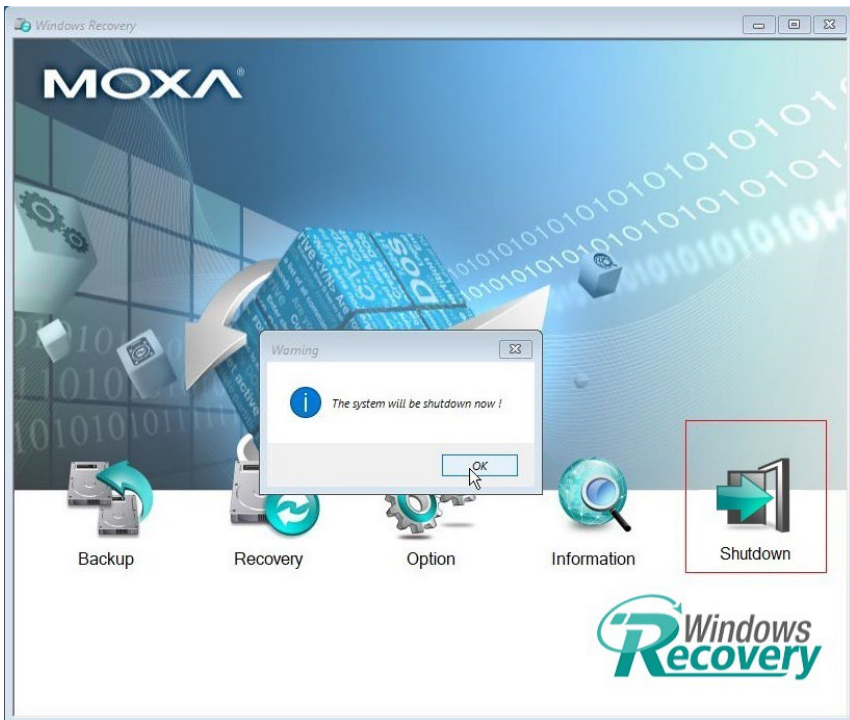 Windows Recovery
MOXA®
Warning
The system will be shutdown now !
OK
Backup
Recovery
Option
Information
Shutdown
Windows
Recovery